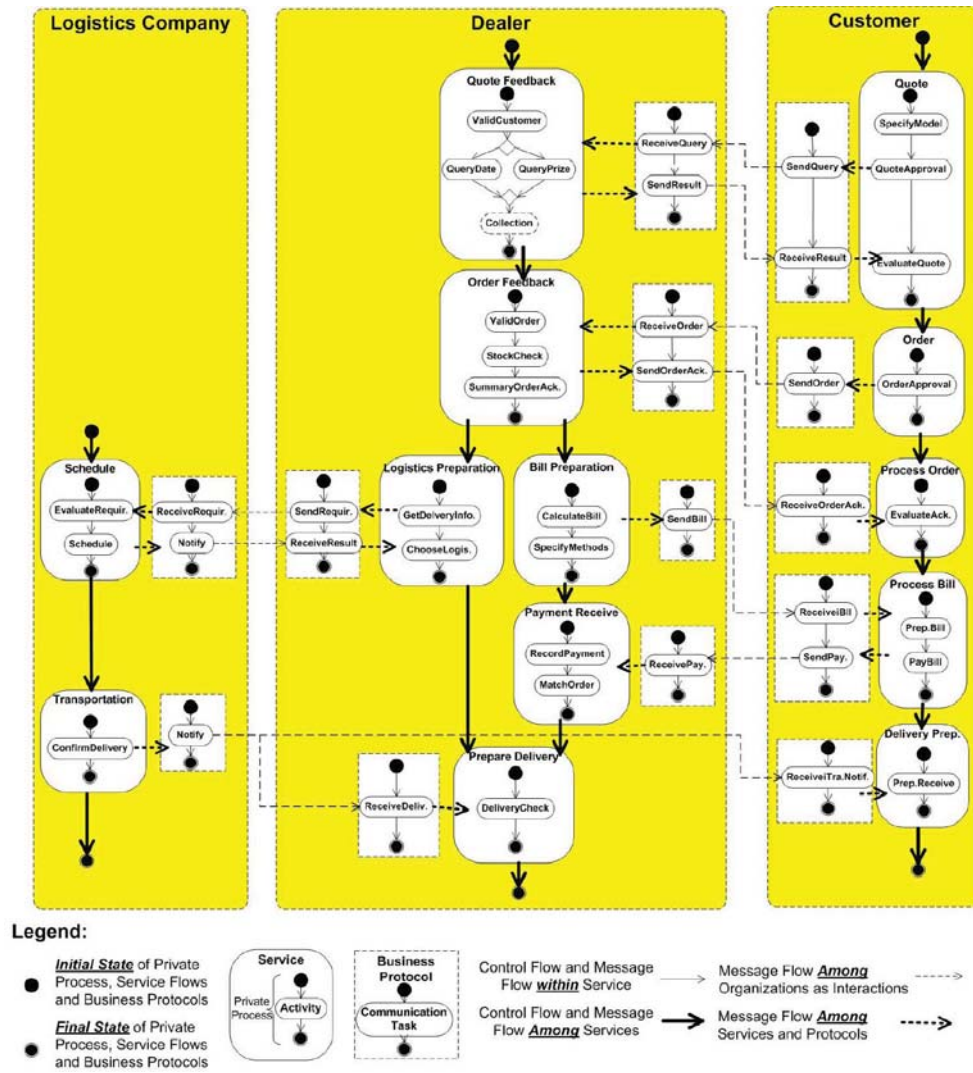 Logistics Company
Dealer
Customer
Quote Feedback
ValidCustomer
QueryDate
QueryPrize
Collection
ReceiveQuery
SendResult
SendQuery
ReceiveResult
Quote
SpecifyModel
QuoteApproval
EvaluateQuote
Order Feedback
ValidOrder
StockCheck
SummaryOrderAck.
ReceiveOrder
SendOrderAck.
SendOrder
Order
OrderApproval
Schedule
EvaluateRequir.
Schedule
ReceiveRequir.
Notify
SendRequir.
ReceiveResult
Logistics Preparation
GetDeliveryInfo.
ChooseLogis.
Bill Preparation
CalculateBill
SpecifyMethods
SendBill
ReceiveOrderAck.
Process Order
EvaluateAck.
Payment Receive
RecordPayment
MatchOrder
ReceivePay.
ReceiveiBil
SendPay.
Process Bill
Prep.Bill
PayBill
Transportation
ConfirmDelivery
Notify
ReceiveDeliv.
Prepare Delivery
DeliveryCheck
ReceiveiTra.Notif.
Delivery Prep.
Prep.Receive
Legend:
Initial State of Private
Process, Service Flows
and Business Protocols
Final State of Private
Process, Service Flows
and Business Protocols
Service
Private
Process
Activity
Business
Protocol
Communication
Task
Control Flow and Message
Flow within Service
Control Flow and Message
Flow Among Services
Message Flow Among
Organizations as Interactions
Message Flow Among
Services and Protocols